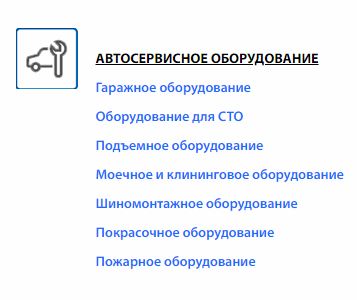 АВТОСЕРВИСНОЕ ОБОРУДОВАНИЕ
Гаражное оборудование
Оборудование для СТО
Подъемное оборудование
Моечное и клининговое оборудование
Шиномонтажное оборудование
Покрасочное оборудование
Пожарное оборудование